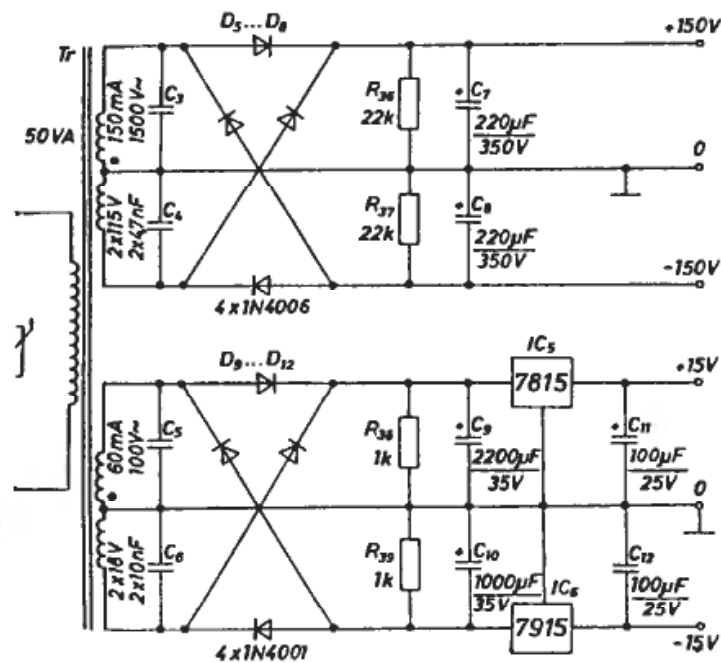 D5...D8
+150V
Tr
50VA
150mA
1500V~
C3
R36
22k
C7
220µF
350V
0
2x115V
2x47nF
C4
R37
22k
C8
220µF
350V
-150V
4x1N4006
D9...D12
IC5
7815
+15V
60mA
100V~
C5
R38
1k
C9
2200µF
35V
C11
100µF
25V
0
2x18V
2x10nF
C6
R39
1k
C10
1000µF
35V
IC6
7915
C12
100µF
25V
-15V
4x1N4001